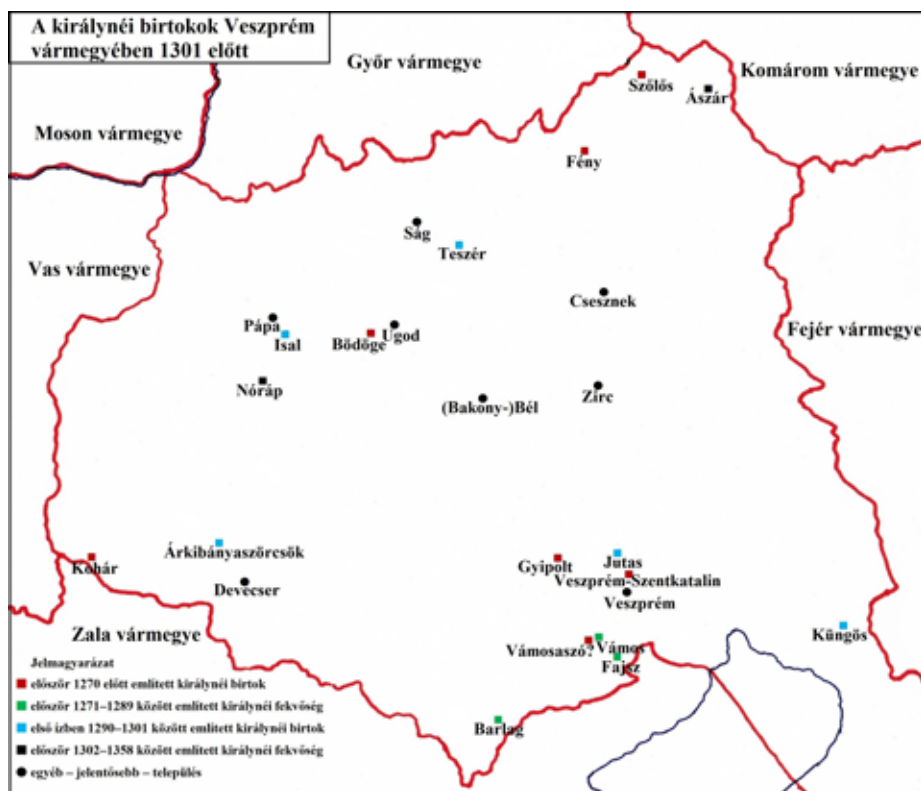 A királynéi birtokok Veszprém
vármegyében 1301 előtt
Győr vármegye
Komárom vármegye
Szőlős
Ászár
Moson vármegye
Fény
Ság
Teszér
Vas vármegye
Csesznek
Pápa
Isal
Bödöge
Ugod
Fejér vármegye
Nóráp
(Bakony-)Bél
Zirc
Kohár
Árkibányaszörcsök
Devecser
Gyipolt
Jutas
Veszprém-Szentkatalin
Veszprém
Zala vármegye
Vámosaszó?
Vámos
Fajsz
Küngös
Barlag
Jelmagyarázat
először 1270 előtt említett királynéi birtok
először 1271–1289 között említett királynéi fekvőség
első ízben 1290–1301 között említett királynéi birtok
először 1302–1358 között említett királynéi fekvőség
egyéb – jelentősebb – település